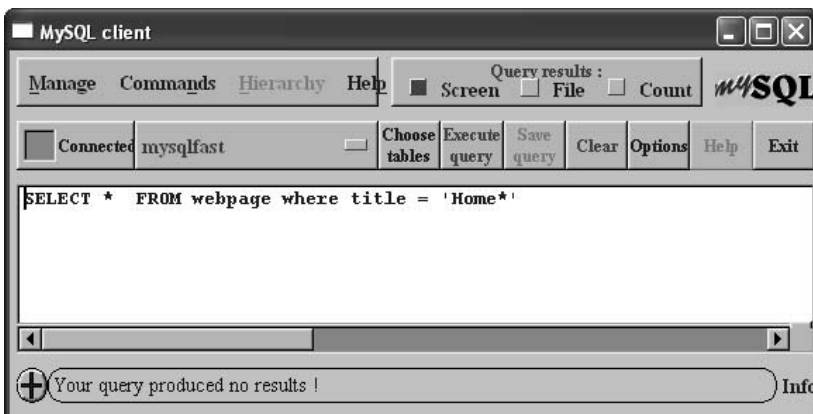 MySQL client
Manage Commands Hierarchy Help
Query results :
Screen File Count
mySQL
Connected mysqlfast
Choose tables
Execute query
Save query
Clear
Options
Help
Exit
SELECT * FROM webpage where title = 'Home*'
Your query produced no results !
Info